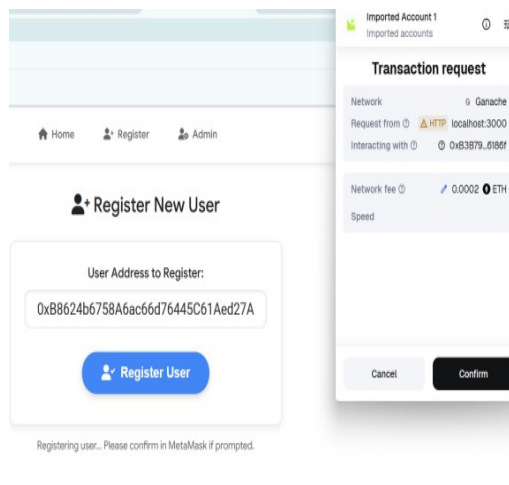 Home
Register
Admin
Register New User
User Address to Register:
0xB8624b6758A6ac66d76445C61Aed27A
Register User
Registering user... Please confirm in MetaMask if prompted.
Imported Account 1
Imported accounts
Transaction request
Network
G Ganache
Request from
HTTP localhost:3000
Interacting with
0xB3B79...6186f
Network fee
0.0002 ETH
Speed
Cancel
Confirm